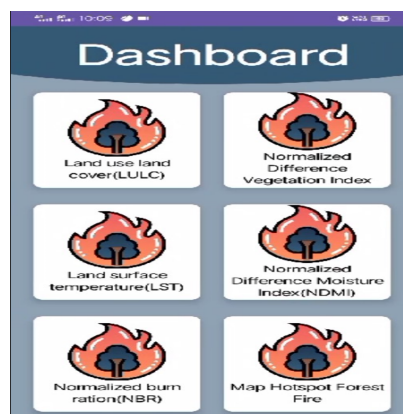 10:09
Dashboard
Land use land
cover(LULC)
Normalized
Difference
Vegetation Index
Land surface
temperature(LST)
Normalized
Difference Moisture
Index(NDMI)
Normalized burn
ration(NBR)
Map Hotspot Forest
Fire